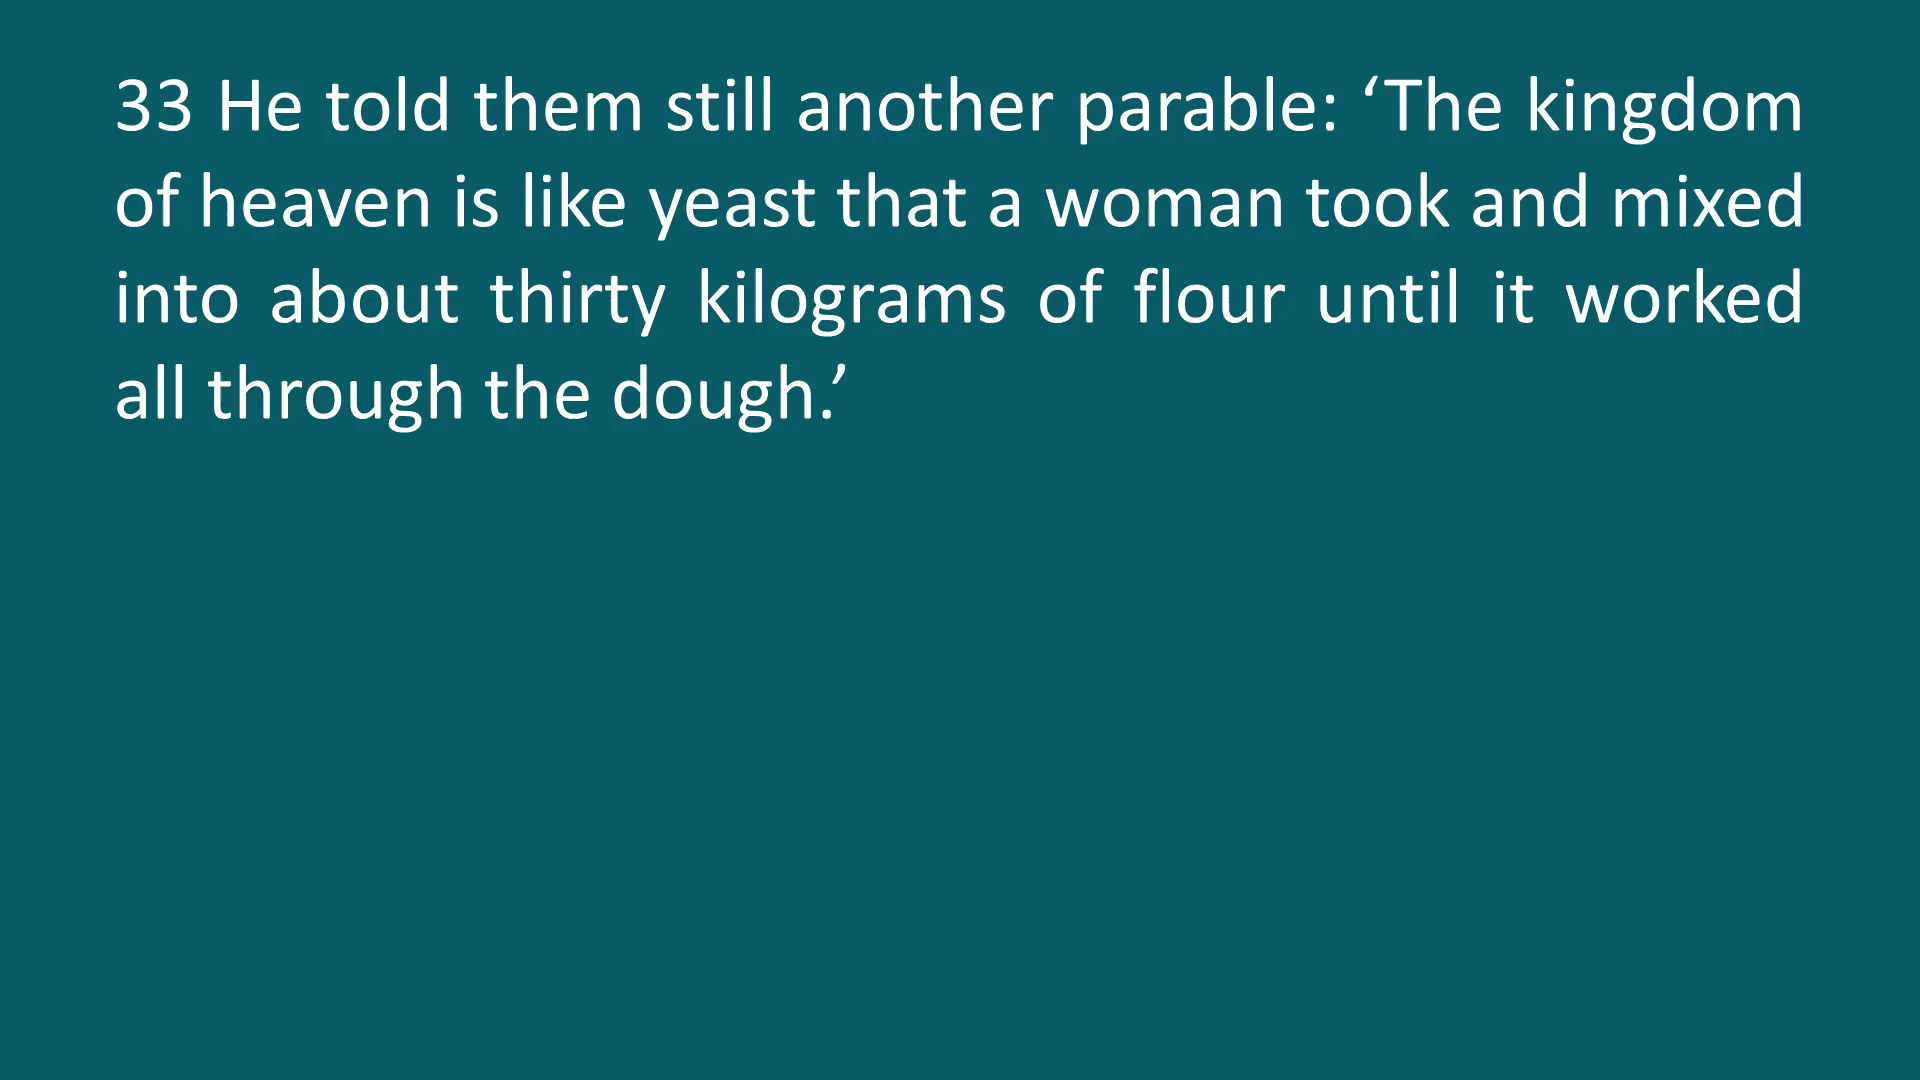 33 He told them still another parable: ‘The kingdom
of heaven is like yeast that a woman took and mixed
into about thirty kilograms of flour until it worked
all through the dough.’